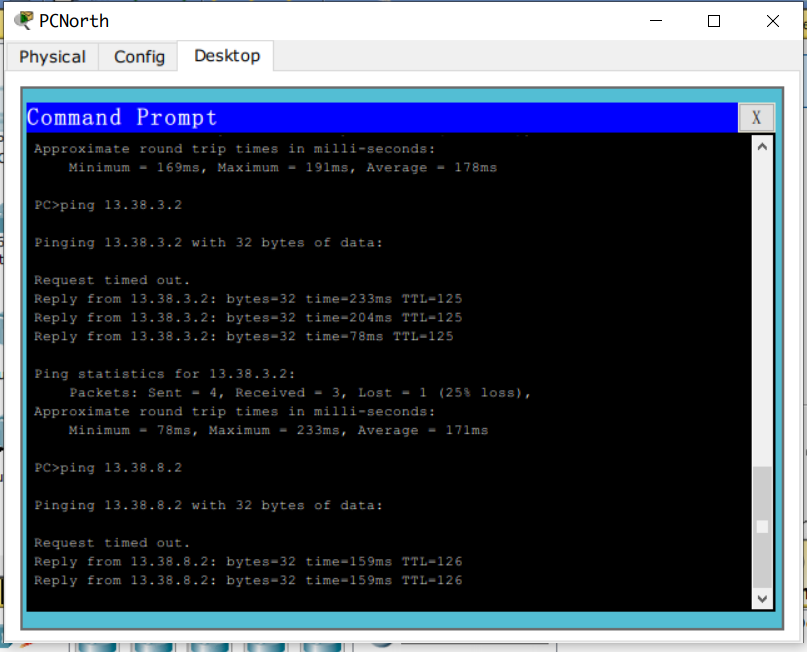 PCNorth
Physical Config Desktop
Command Prompt X
Approximate round trip times in milli-seconds:
Minimum = 169ms, Maximum = 191ms, Average = 178ms
PC>ping 13.38.3.2
Pinging 13.38.3.2 with 32 bytes of data:
Request timed out.
Reply from 13.38.3.2: bytes=32 time=233ms TTL=125
Reply from 13.38.3.2: bytes=32 time=204ms TTL=125
Reply from 13.38.3.2: bytes=32 time=78ms TTL=125
Ping statistics for 13.38.3.2:
Packets: Sent = 4, Received = 3, Lost = 1 (25% loss),
Approximate round trip times in milli-seconds:
Minimum = 78ms, Maximum = 233ms, Average = 171ms
PC>ping 13.38.8.2
Pinging 13.38.8.2 with 32 bytes of data:
Request timed out.
Reply from 13.38.8.2: bytes=32 time=159ms TTL=126
Reply from 13.38.8.2: bytes=32 time=159ms TTL=126